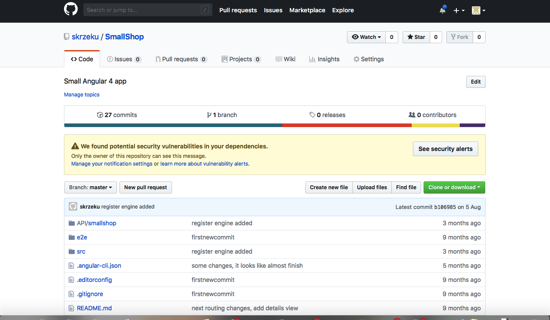 Search or jump to... /
Pull requests Issues Marketplace Explore
skrzeku / SmallShop
Watch 0 Star 0 Fork 0
Code Issues 0 Pull requests 0 Projects 0 Wiki Insights Settings
Small Angular 4 app
Edit
Manage topics
27 commits 1 branch 0 releases 0 contributors
We found potential security vulnerabilities in your dependencies.
Only the owner of this repository can see this message.
Manage your notification settings or learn more about vulnerability alerts.
See security alerts
Branch: master New pull request Create new file Upload files Find file Clone or download
skrzeku register engine added Latest commit b106985 on 5 Aug
API/smallshop register engine added 3 months ago
e2e firstnewcommit 9 months ago
src register engine added 3 months ago
.angular-cli.json some changes, it looks like almost finish 5 months ago
.editorconfig firstnewcommit 9 months ago
.gitignore firstnewcommit 9 months ago
README.md next routing changes, add details view 8 months ago